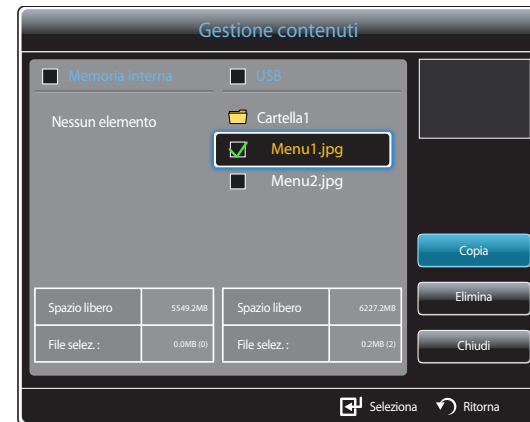 Gestione contenuti
Memoria interna
USB
Nessun elemento
Cartella1
Menu1.jpg
Menu2.jpg
Copia
Elimina
Chiudi
Spazio libero 5549.2MB
File selez. : 0.0MB (0)
Spazio libero 6227.2MB
File selez. : 0.2MB (2)
Seleziona Ritorna